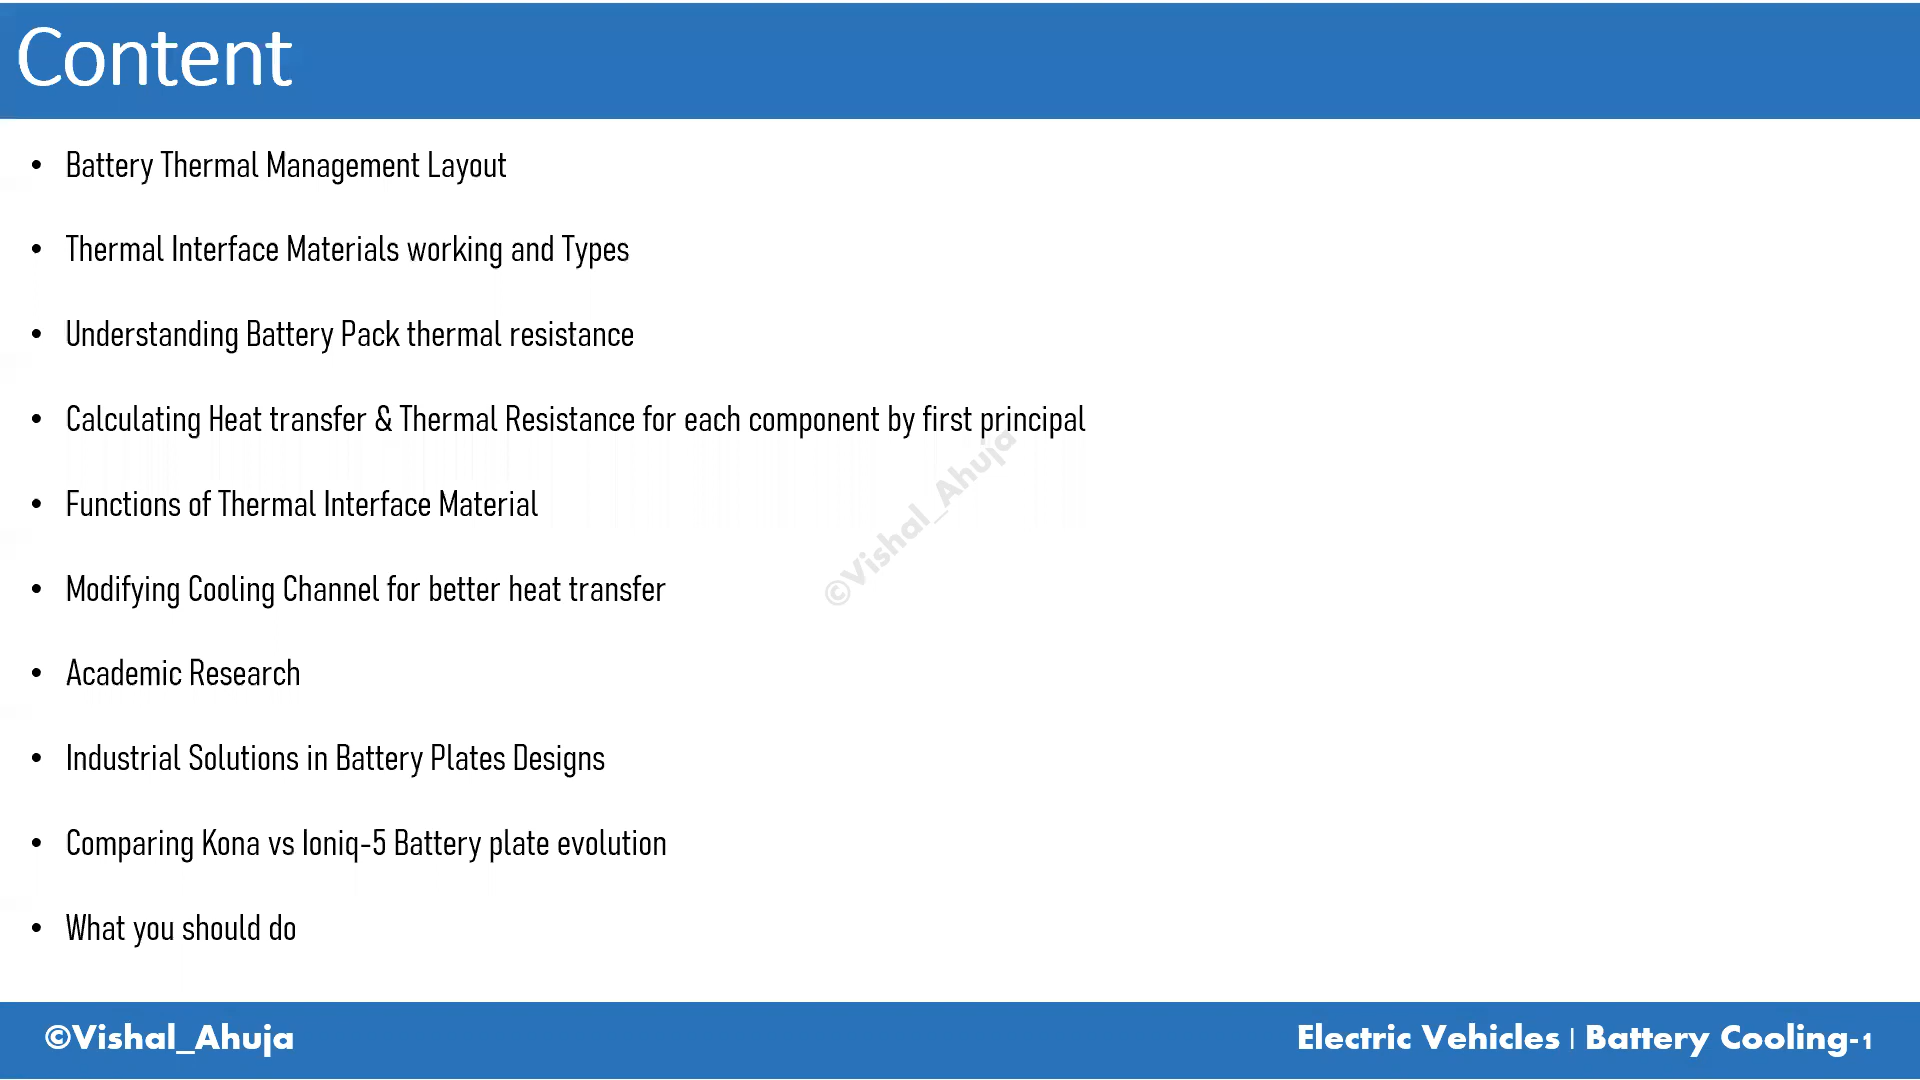 Content
• Battery Thermal Management Layout
• Thermal Interface Materials working and Types
• Understanding Battery Pack thermal resistance
• Calculating Heat transfer & Thermal Resistance for each component by first principal
• Functions of Thermal Interface Material
• Modifying Cooling Channel for better heat transfer
• Academic Research
• Industrial Solutions in Battery Plates Designs
• Comparing Kona vs Ioniq-5 Battery plate evolution
• What you should do
©Vishal_Ahuja
©Vishal_Ahuja
Electric Vehicles | Battery Cooling-1